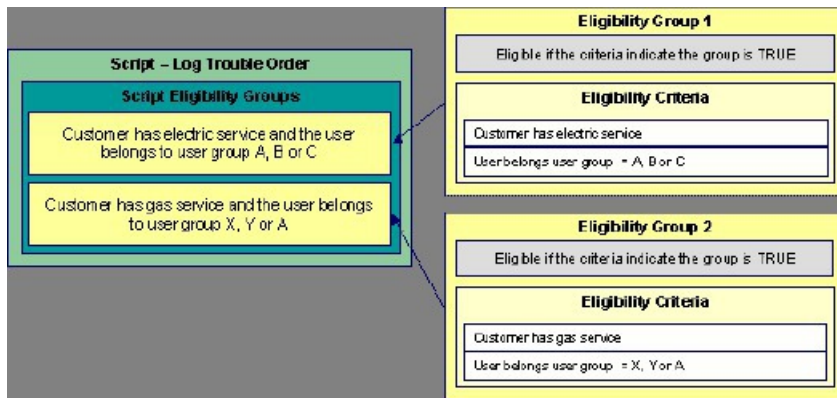 Script – Log Trouble Order
Script Eligibility Groups
Customer has electric service and the user
belongs to user group A, B or C
Customer has gas service and the user belongs
to user group X, Y or A
Eligibility Group 1
Eligible if the criteria indicate the group is TRUE
Eligibility Criteria
Customer has electric service
User belongs user group = A, B or C
Eligibility Group 2
Eligible if the criteria indicate the group is TRUE
Eligibility Criteria
Customer has gas service
User belongs user group = X, Y or A